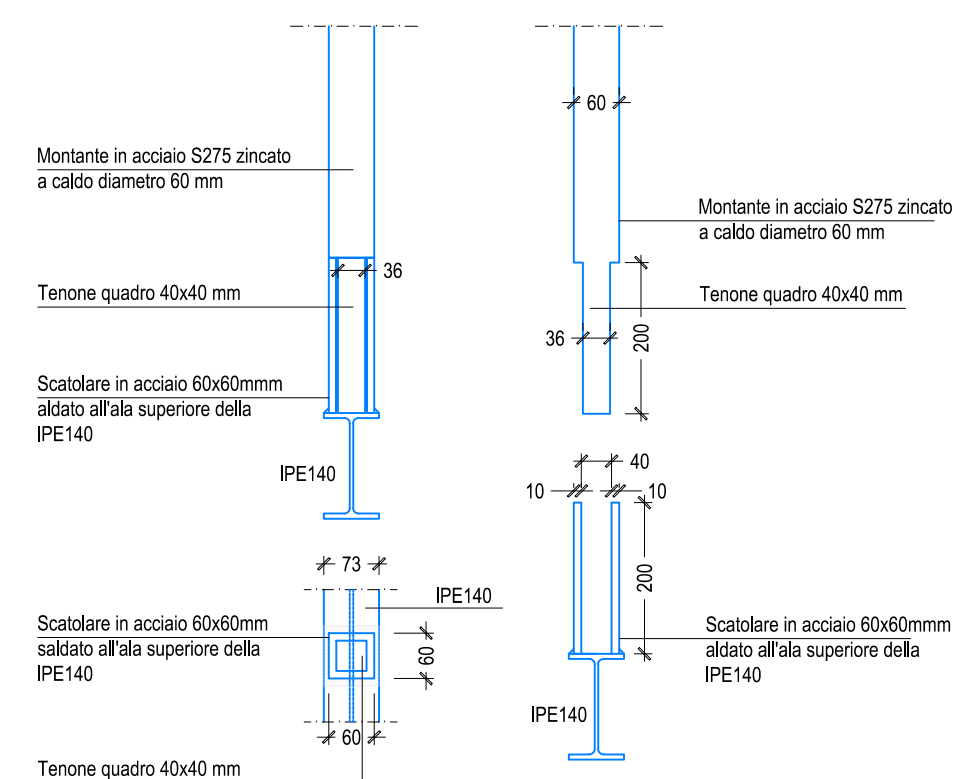 60
Montante in acciaio S275 zincato
a caldo diametro 60 mm
Montante in acciaio S275 zincato
a caldo diametro 60 mm
36
Tenone quadro 40x40 mm
Tenone quadro 40x40 mm
36
200
Scatolare in acciaio 60x60mmm
aldato all'ala superiore della
IPE140
IPE140
40
10
10
200
73
IPE140
Scatolare in acciaio 60x60mm
saldato all'ala superiore della
IPE140
60
Scatolare in acciaio 60x60mmm
aldato all'ala superiore della
IPE140
IPE140
60
Tenone quadro 40x40 mm